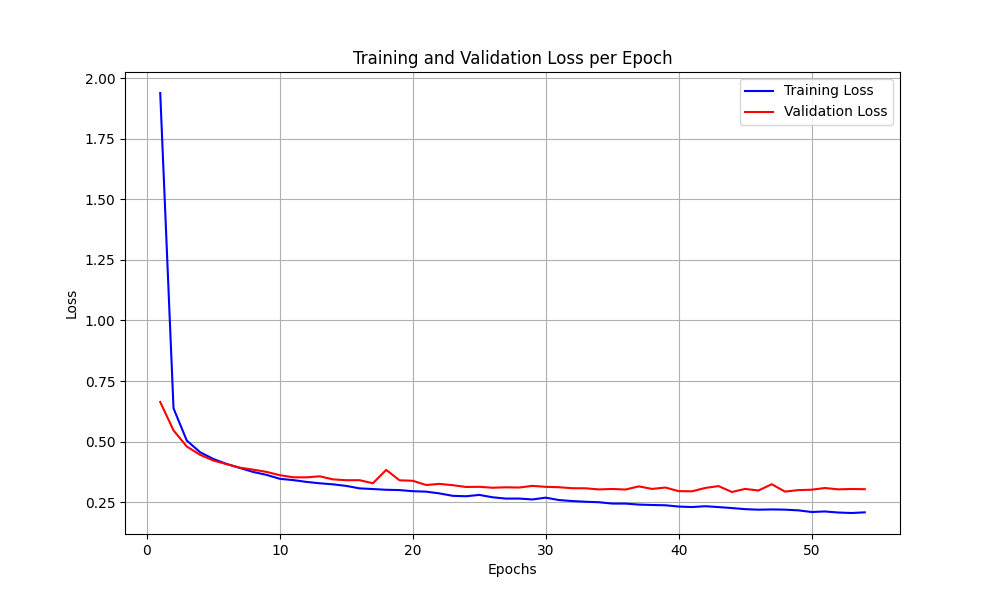 Training and Validation Loss per Epoch
Training Loss
Validation Loss
2.00
1.75
1.50
1.25
1.00
0.75
0.50
0.25
Loss
0 10 20 30 40 50
Epochs